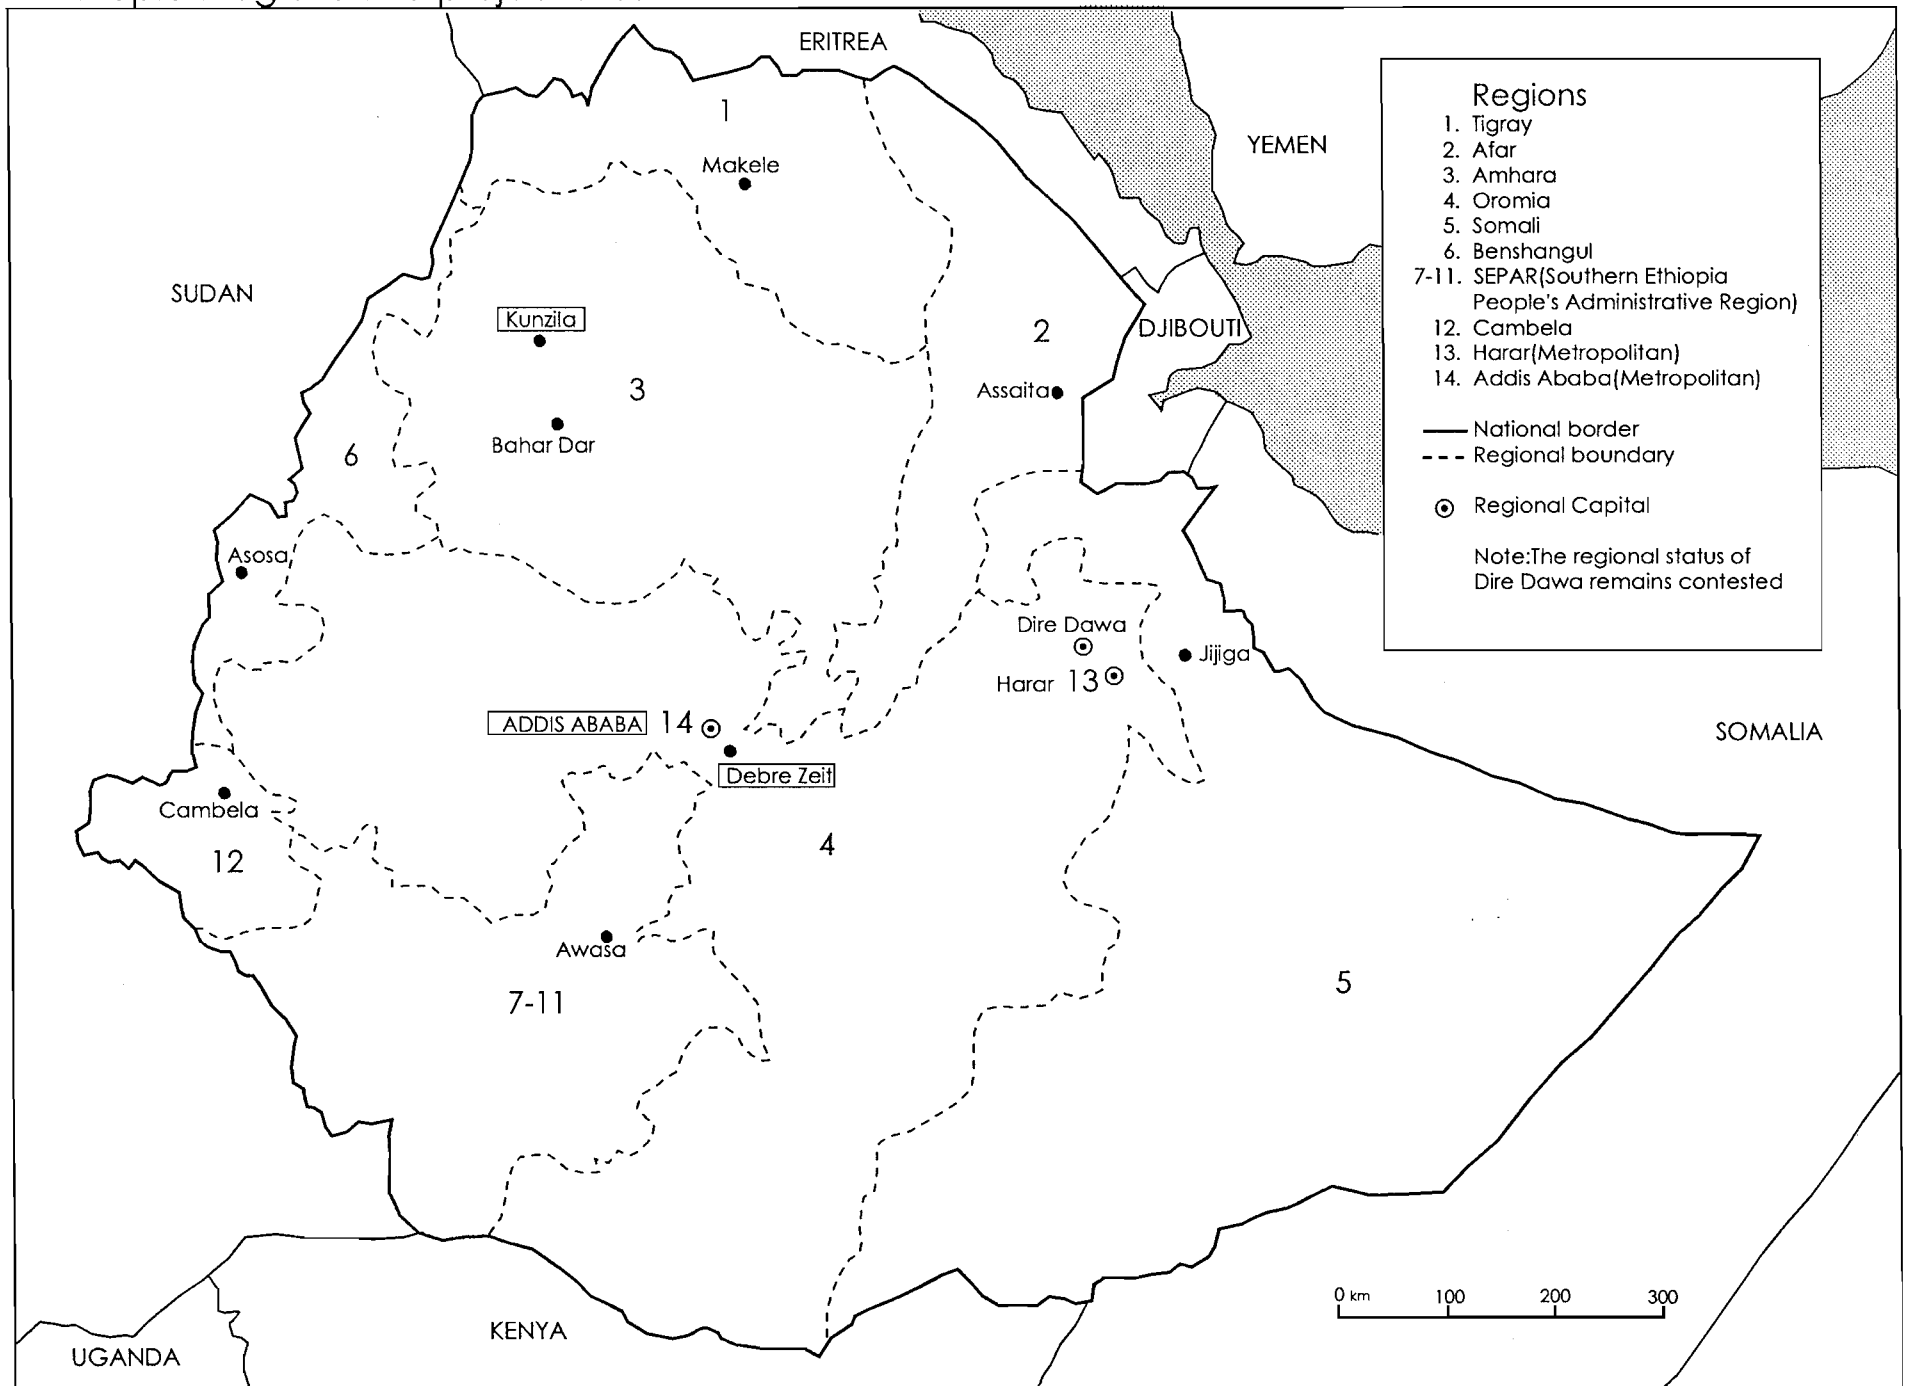 ERITREA
YEMEN
SUDAN
DJIBOUTI
SOMALIA
KENYA
UGANDA
1
Makele
2
Assaita
Kunzila
3
Bahar Dar
6
Asosa
Dire Dawa
Harar 13
Jijiga
ADDIS ABABA 14
Debre Zeit
Cambela
12
4
Awasa
7-11
5
Regions
1. Tigray
2. Afar
3. Amhara
4. Oromia
5. Somali
6. Benshangul
7-11. SEPAR(Southern Ethiopia
People's Administrative Region)
12. Cambela
13. Harar(Metropolitan)
14. Addis Ababa(Metropolitan)
National border
Regional boundary
Regional Capital
Note:The regional status of
Dire Dawa remains contested
0 km 100 200 300